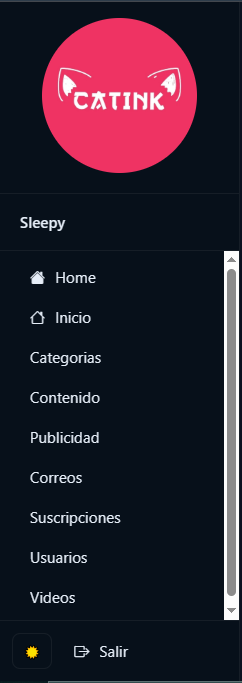 CATINK
Sleepy
Home
Inicio
Categorias
Contenido
Publicidad
Correos
Suscripciones
Usuarios
Videos
Salir